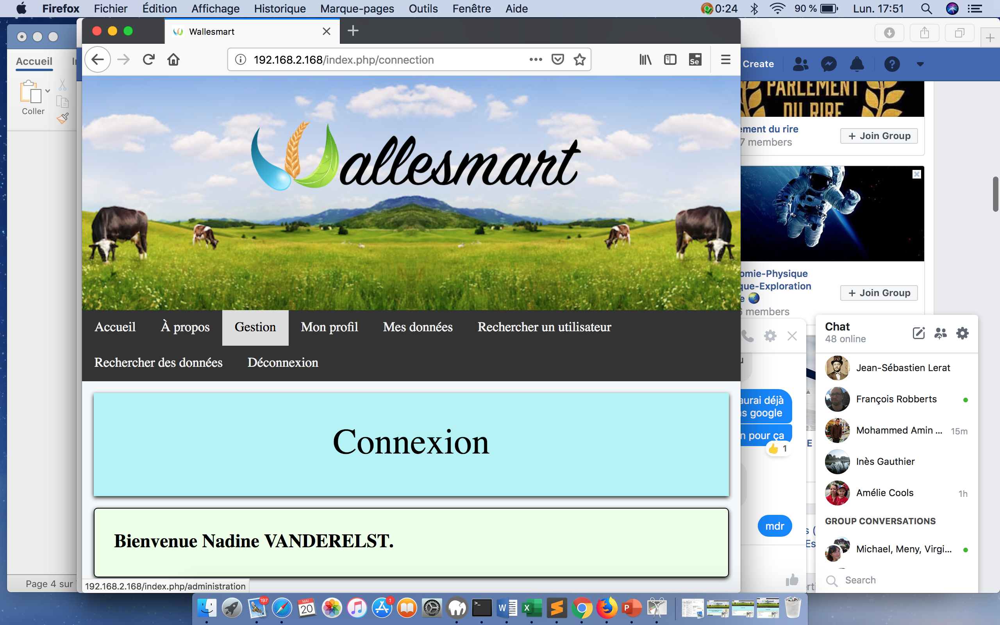 Firefox Fichier Édition Affichage Historique Marque-pages Outils Fenêtre Aide 0:24 90 % Lun. 17:51
Wallesmart
192.168.2.168/index.php/connection
Se
Accueil
Coller
Page 4 sur
Wallesmart
Accueil À propos Gestion Mon profil Mes données Rechercher un utilisateur
Rechercher des données Déconnexion
Connexion
Bienvenue Nadine VANDERELST.
192.168.2.168/index.php/administration
Create
PARLEMENT
DU RIRE
ement du rire
7 members
+ Join Group
omie-Physique
que-Exploration
e
+ Join Group
6 members
aurai déjà
s google
n pour ça
1
mdr
E
Es
Chat
48 online
Jean-Sébastien Lerat
François Robberts
Mohammed Amin ... 15m
Inès Gauthier
Amélie Cools 1h
GROUP CONVERSATIONS
Michael, Meny, Virgi...
Search
197
MAI
20
1
W
X
P